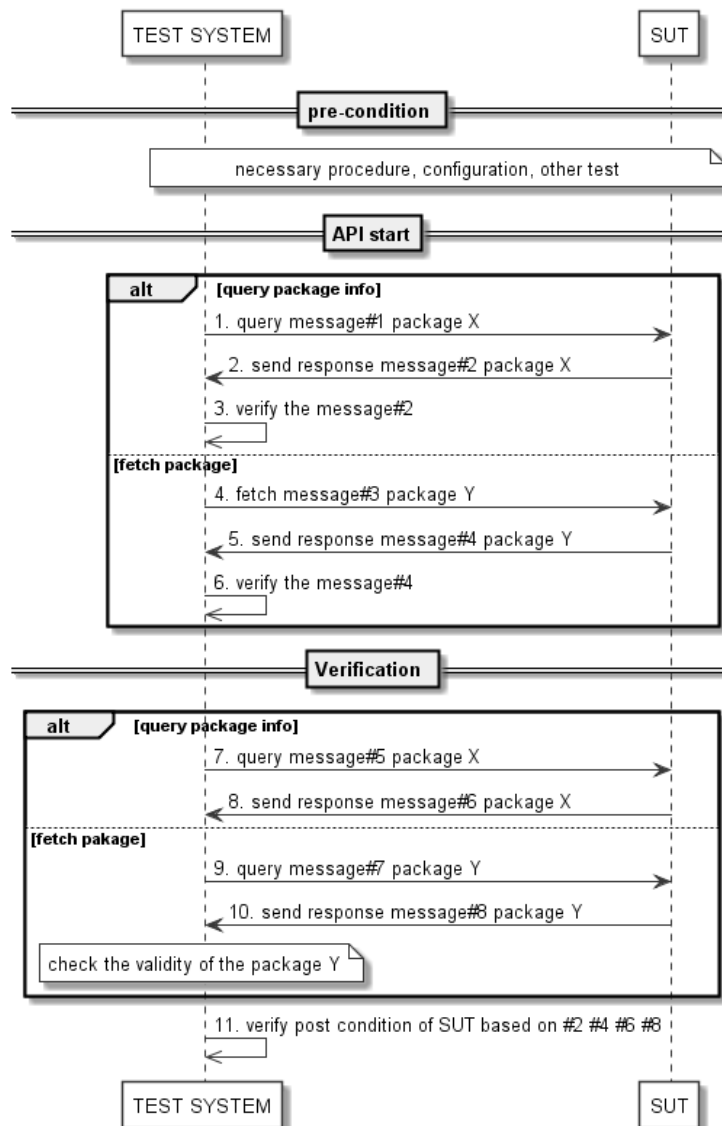 TEST SYSTEM
SUT
pre-condition
necessary procedure, configuration, other test
API start
alt
[query package info]
1. query message#1 package X
2. send response message#2 package X
3. verify the message#2
[fetch package]
4. fetch message#3 package Y
5. send response message#4 package Y
6. verify the message#4
Verification
alt
[query package info]
7. query message#5 package X
8. send response message#6 package X
[fetch pakage]
9. query message#7 package Y
10. send response message#8 package Y
check the validity of the package Y
11. verify post condition of SUT based on #2 #4 #6 #8
TEST SYSTEM
SUT